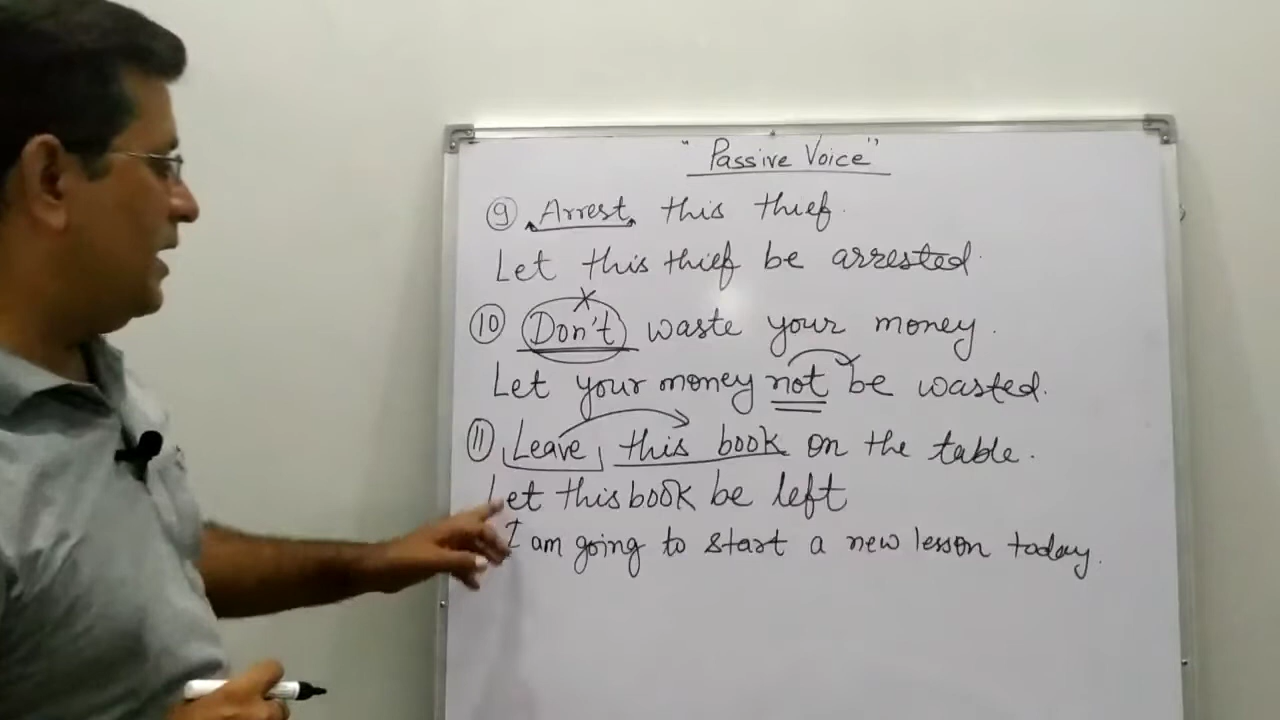 "Passive Voice"
9 Arrest this thief.
Let this thief be arrested.
10 Don't waste your money.
Let your money not be wasted.
11 Leave this book on the table.
Let this book be left
I am going to start a new lesson today.